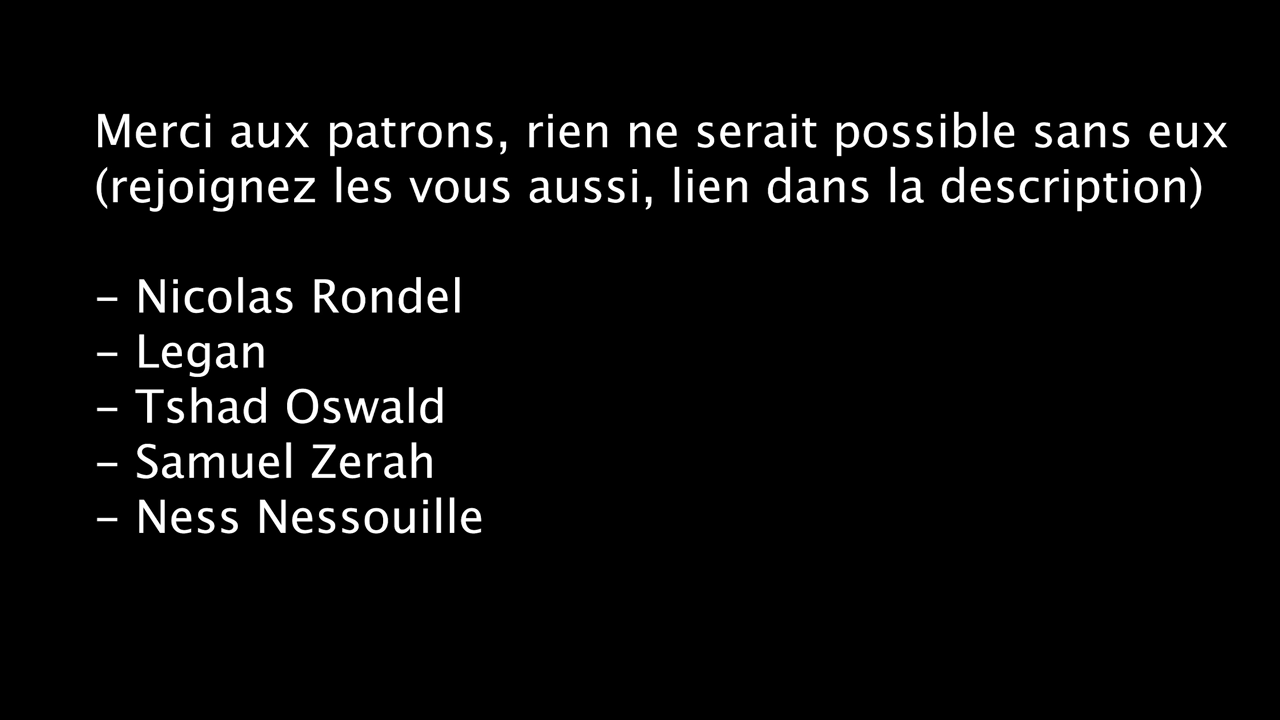 Merci aux patrons, rien ne serait possible sans eux
(rejoignez les vous aussi, lien dans la description)
- Nicolas Rondel
- Legan
- Tshad Oswald
- Samuel Zerah
- Ness Nessouille